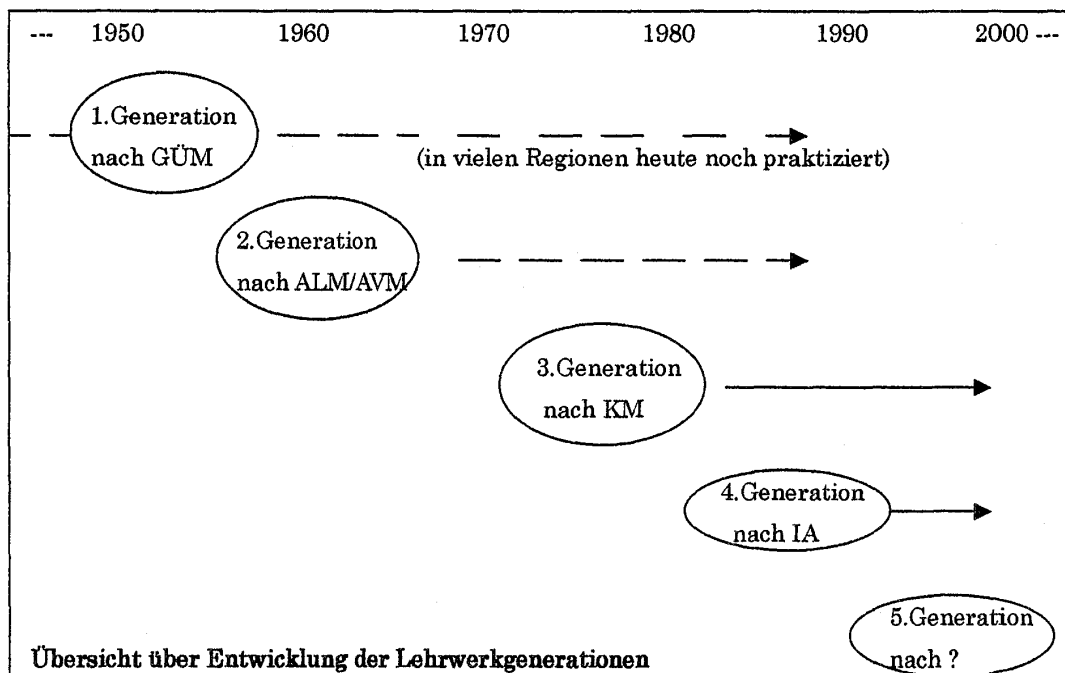 --- 1950 1960 1970 1980 1990 2000 ---
1.Generation
nach GÜM
(in vielen Regionen heute noch praktiziert)
2.Generation
nach ALM/AVM
3.Generation
nach KM
4.Generation
nach IA
5.Generation
nach ?
Übersicht über Entwicklung der Lehrwerkgenerationen